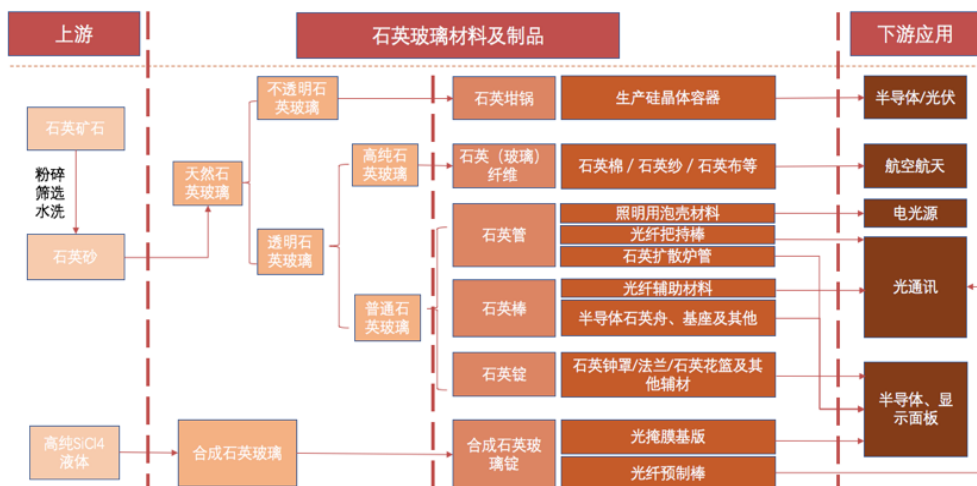 上游
石英玻璃材料及制品
下游应用
石英矿石
粉碎
筛选
水洗
石英砂
高纯SiCl4
液体
天然石
英玻璃
合成石英玻璃
不透明石
英玻璃
透明石
英玻璃
高纯石
英玻璃
普通石
英玻璃
石英坩锅
生产硅晶体容器
半导体/光伏
石英（玻璃）
纤维
石英棉 / 石英纱 / 石英布等
航空航天
石英管
照明用泡壳材料
光纤把持棒
石英扩散炉管
电光源
石英棒
光纤辅助材料
半导体石英舟、基座及其他
光通讯
石英锭
石英钟罩/法兰/石英花篮及其
他辅材
半导体、显
示面板
合成石英玻
璃锭
光掩膜基版
光纤预制棒